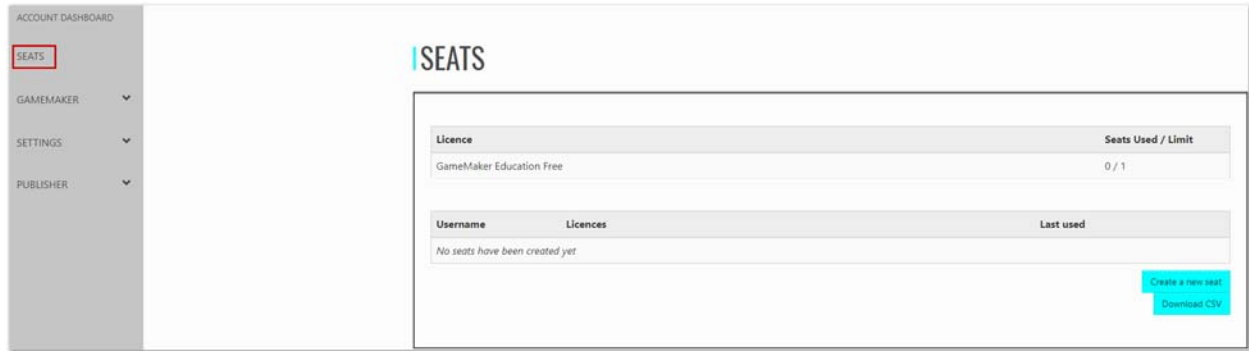 ACCOUNT DASHBOARD
SEATS
GAMEMAKER
SETTINGS
PUBLISHER
SEATS
Licence Seats Used / Limit
GameMaker Education Free 0 / 1
Username Licences Last used
No seats have been created yet
Create a new seat
Download CSV